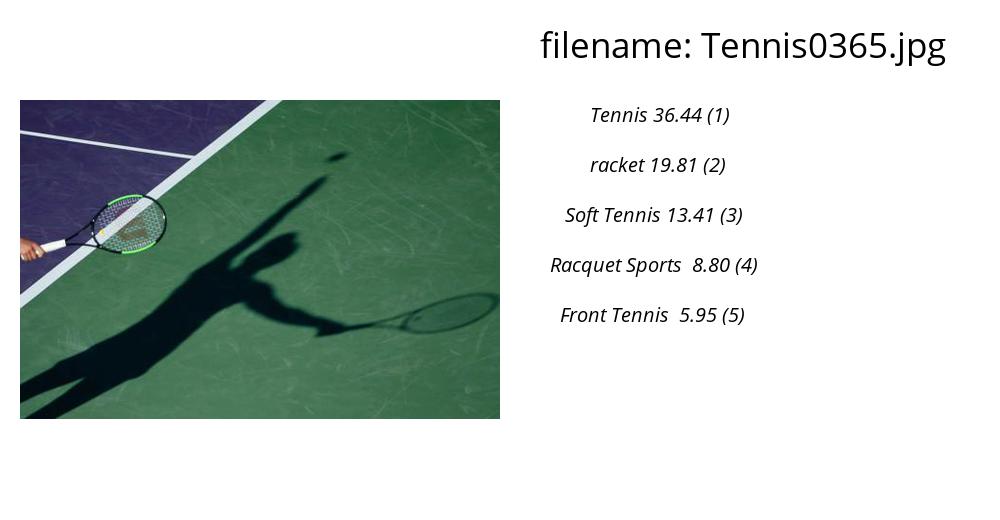 filename: Tennis0365.jpg
Tennis 36.44 (1)
racket 19.81 (2)
Soft Tennis 13.41 (3)
Racquet Sports  8.80 (4)
Front Tennis  5.95 (5)